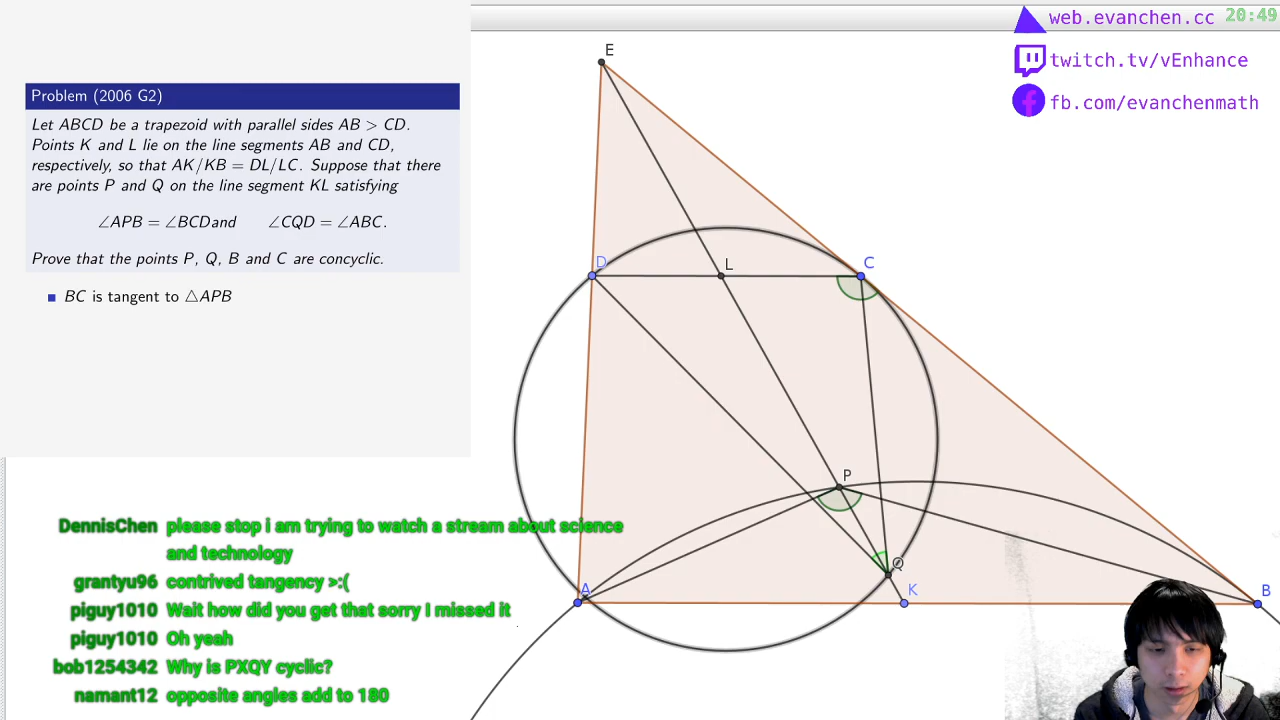 Problem (2006 G2)
Let ABCD be a trapezoid with parallel sides AB > CD.
Points K and L lie on the line segments AB and CD,
respectively, so that AK/KB = DL/LC. Suppose that there
are points P and Q on the line segment KL satisfying
∠APB = ∠BCDand ∠CQD = ∠ABC.
Prove that the points P, Q, B and C are concyclic.
BC is tangent to △APB
web.evanchen.cc 20:49
twitch.tv/vEnhance
fb.com/evanchenmath
E
D
L
C
P
Q
A
K
B
DennisChen please stop i am trying to watch a stream about science
and technology
grantyu96 contrived tangency >:(
piguy1010 Wait how did you get that sorry I missed it
piguy1010 Oh yeah
bob1254342 Why is PXQY cyclic?
namant12 opposite angles add to 180